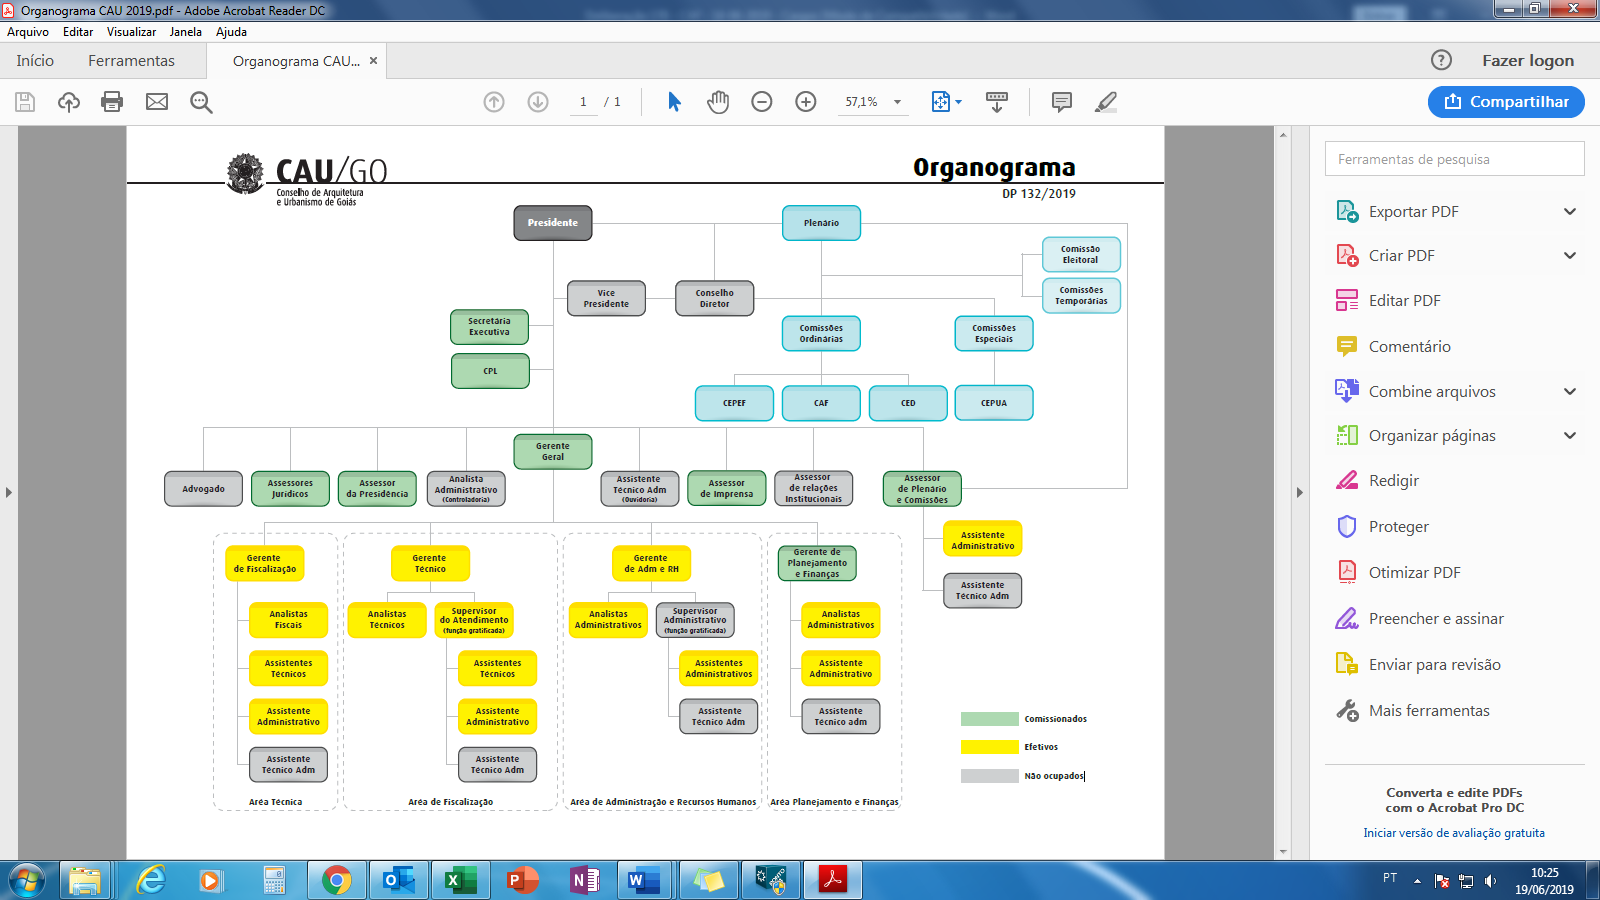 Organograma CAU 2019.pdf - Adobe Acrobat Reader DC
Arquivo Editar Visualizar Janela Ajuda
Início Ferramentas Organograma CAU... × Fazer logon
1 / 1 57,1% Compartilhar
CAU/GO
Conselho de Arquitetura
e Urbanismo de Goiás
Organograma
DP 132/2019
Presidente
Plenário
Comissão
Eleitoral
Comissões
Temporárias
Vice
Presidente
Conselho
Diretor
Secretária
Executiva
Comissões
Ordinárias
Comissões
Especiais
CPL
CEPEF
CAF
CED
CEPUA
Gerente
Geral
Advogado
Assessores
Jurídicos
Assessor
da Presidência
Analista
Administrativo
(Controladoria)
Assistente
Técnico Adm
(Ouvidoria)
Assessor
de Imprensa
Assessor
de relações
Institucionais
Assessor
de Plenário
e Comissões
Assistente
Administrativo
Assistente
Técnico Adm
Gerente
de Fiscalização
Analistas
Fiscais
Assistentes
Técnicos
Assistente
Administrativo
Assistente
Técnico Adm
Aréa Técnica
Gerente
Técnico
Analistas
Técnicos
Supervisor
do Atendimento
(função gratificada)
Assistentes
Técnicos
Assistente
Administrativo
Assistente
Técnico Adm
Aréa de Fiscalização
Gerente
de Adm e RH
Analistas
Administrativos
Supervisor
Administrativo
(função gratificada)
Assistentes
Administrativos
Assistente
Técnico Adm
Aréa de Administração e Recursos Humanos
Gerente de
Planejamento
e Finanças
Analistas
Administrativos
Assistente
Administrativo
Assistente
Técnico adm
Aréa Planejamento e Finanças
Comissionados
Efetivos
Não ocupados
Ferramentas de pesquisa
Exportar PDF
Criar PDF
Editar PDF
Comentário
Combine arquivos
Organizar páginas
Redigir
Proteger
Otimizar PDF
Preencher e assinar
Enviar para revisão
Mais ferramentas
Converta e edite PDFs
com o Acrobat Pro DC
Iniciar versão de avaliação gratuita
PT
10:25
19/06/2019